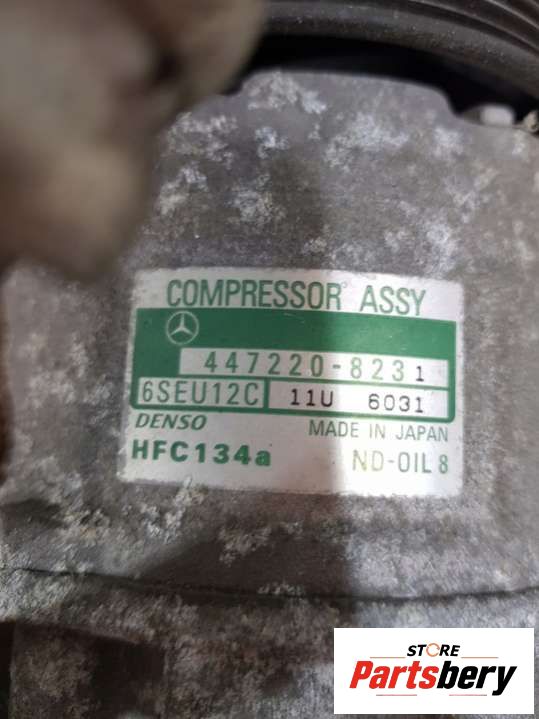 COMPRESSOR ASSY
447220-8231
6SEU12C 11U 6031
DENSO MADE IN JAPAN
HFC134a ND-OIL 8
STORE
Partsbery